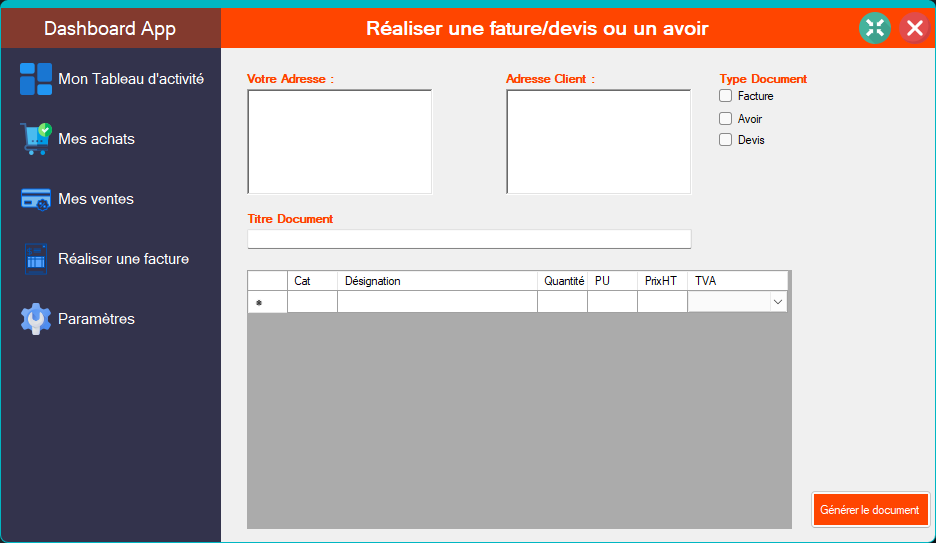 Dashboard App
Réaliser une fature/devis ou un avoir
Mon Tableau d'activité
Mes achats
Mes ventes
Réaliser une facture
Paramètres
Votre Adresse :
Adresse Client :
Type Document
Facture
Avoir
Devis
Titre Document
Cat Désignation Quantité PU PrixHT TVA
Générer le document